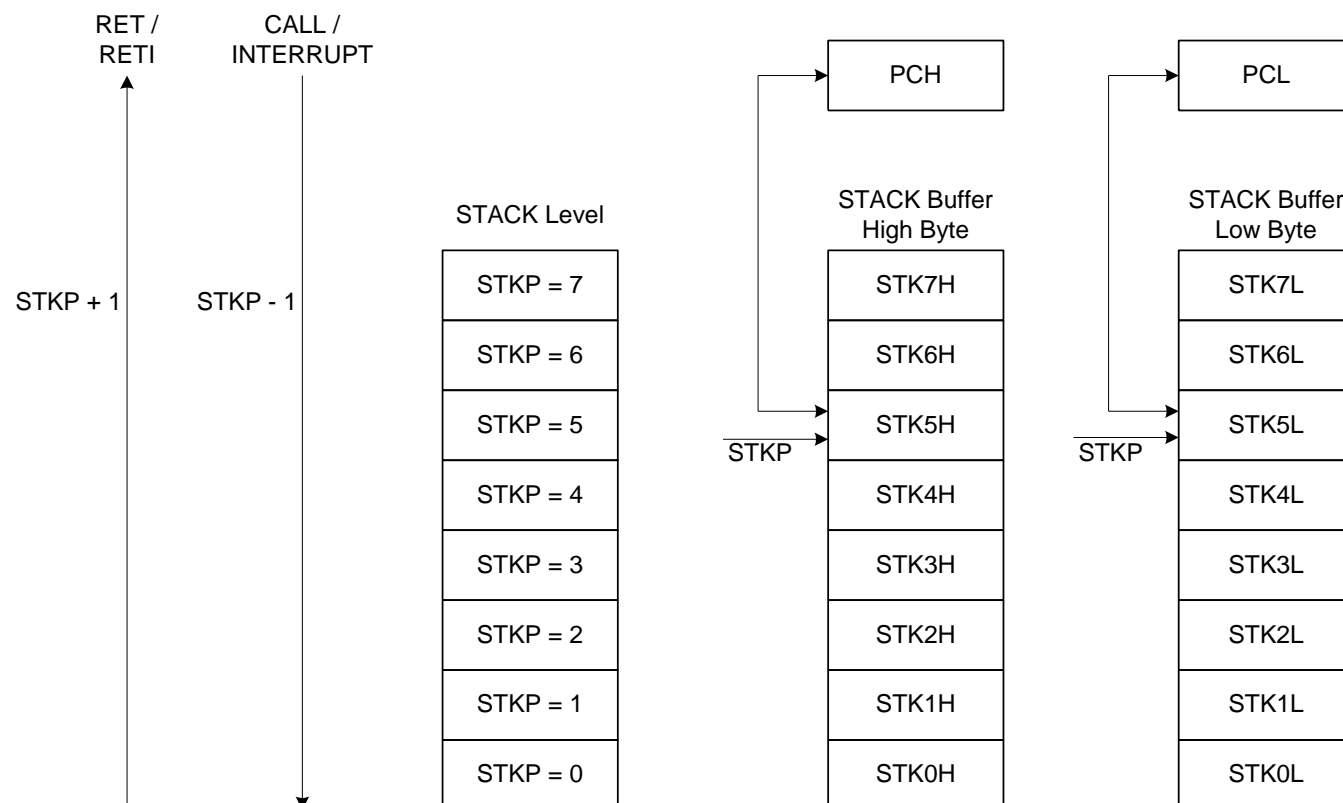 RET /
RETI
CALL /
INTERRUPT
PCH
PCL
STACK Level
STACK Buffer
High Byte
STACK Buffer
Low Byte
STKP + 1
STKP - 1
STKP = 7
STK7H
STK7L
STKP = 6
STK6H
STK6L
STKP = 5
STK5H
STK5L
STKP
STKP
STKP = 4
STK4H
STK4L
STKP = 3
STK3H
STK3L
STKP = 2
STK2H
STK2L
STKP = 1
STK1H
STK1L
STKP = 0
STK0H
STK0L